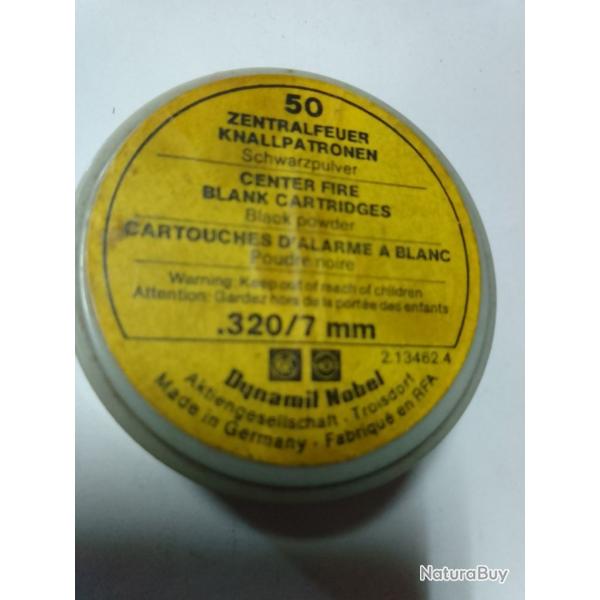 50
ZENTRALFEUER
KNALLPATRONEN
Schwarzpulver
CENTER FIRE
BLANK CARTRIDGES
Black powder
CARTOUCHES D'ALARME A BLANC
Poudre noire
Warning: Keep out of reach of children
Attention: Gardez hors de la portée des enfants
.320/7 mm
2.13462.4
Dynamit Nobel
Aktiengesellschaft · Troisdorf
Made in Germany · Fabriqué en RFA
NaturaBuy